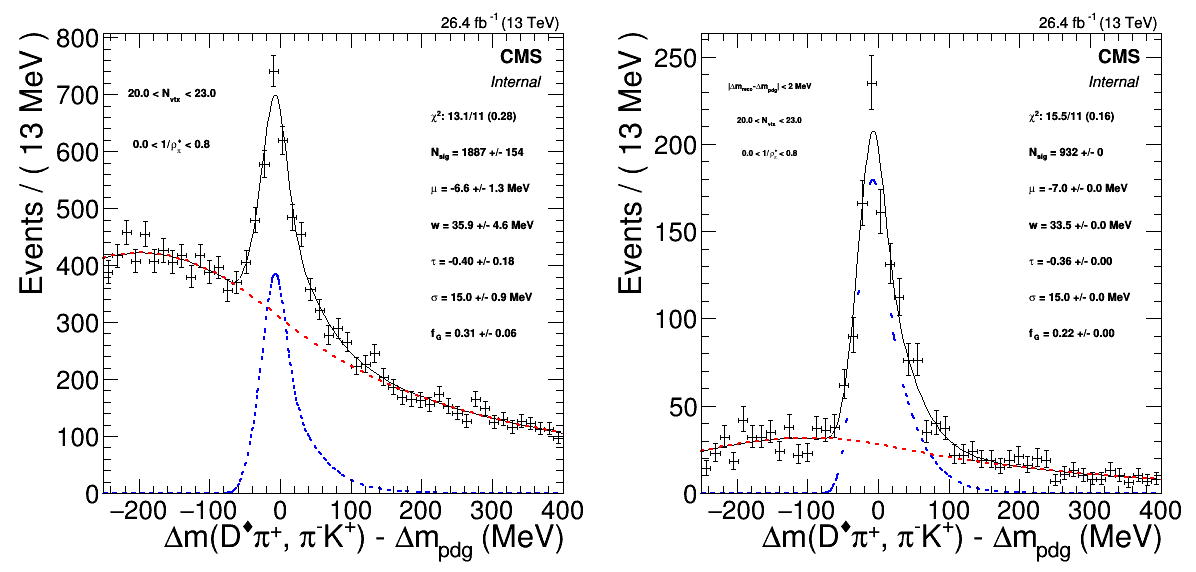 26.4 fb⁻¹ (13 TeV)
CMS
Internal
20.0 < N_vtx < 23.0
0.0 < 1/ρ_π^♦ < 0.8
χ²: 13.1/11 (0.28)
N_sig = 1887 +/- 154
μ = -6.6 +/- 1.3 MeV
w = 35.9 +/- 4.6 MeV
τ = -0.40 +/- 0.18
σ = 15.0 +/- 0.9 MeV
f_G = 0.31 +/- 0.06
Events / ( 13 MeV )
800
700
600
500
400
300
200
100
0
−200 −100 0 100 200 300 400
Δm(D♦π⁺, π⁻K⁺) - Δm_pdg (MeV)
26.4 fb⁻¹ (13 TeV)
CMS
Internal
|Δm_reco-Δm_pdg| < 2 MeV
20.0 < N_vtx < 23.0
0.0 < 1/ρ_π^♦ < 0.8
χ²: 15.5/11 (0.16)
N_sig = 932 +/- 0
μ = -7.0 +/- 0.0 MeV
w = 33.5 +/- 0.0 MeV
τ = -0.36 +/- 0.00
σ = 15.0 +/- 0.0 MeV
f_G = 0.22 +/- 0.00
Events / ( 13 MeV )
250
200
150
100
50
0
−200 −100 0 100 200 300 400
Δm(D♦π⁺, π⁻K⁺) - Δm_pdg (MeV)